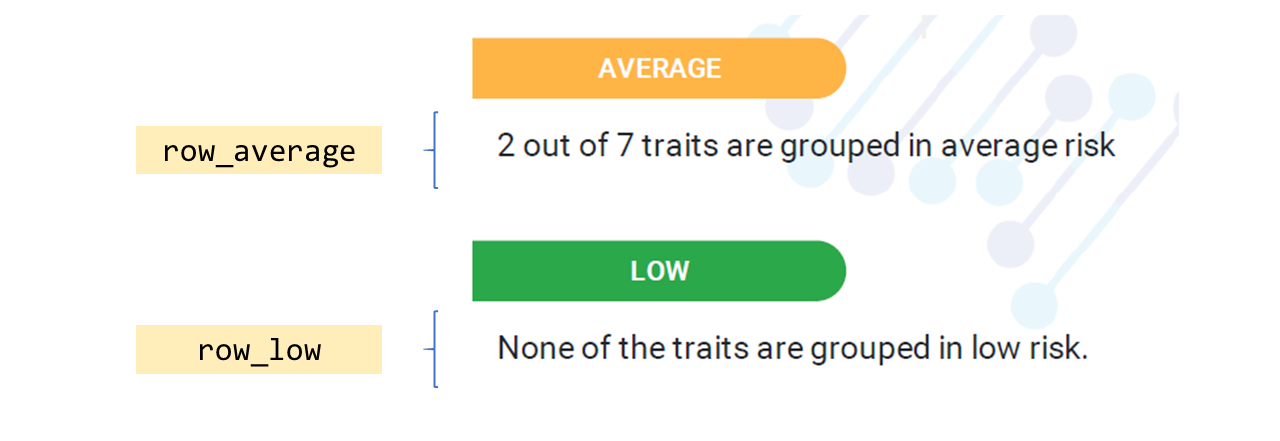 AVERAGE
row_average
2 out of 7 traits are grouped in average risk
LOW
row_low
None of the traits are grouped in low risk.